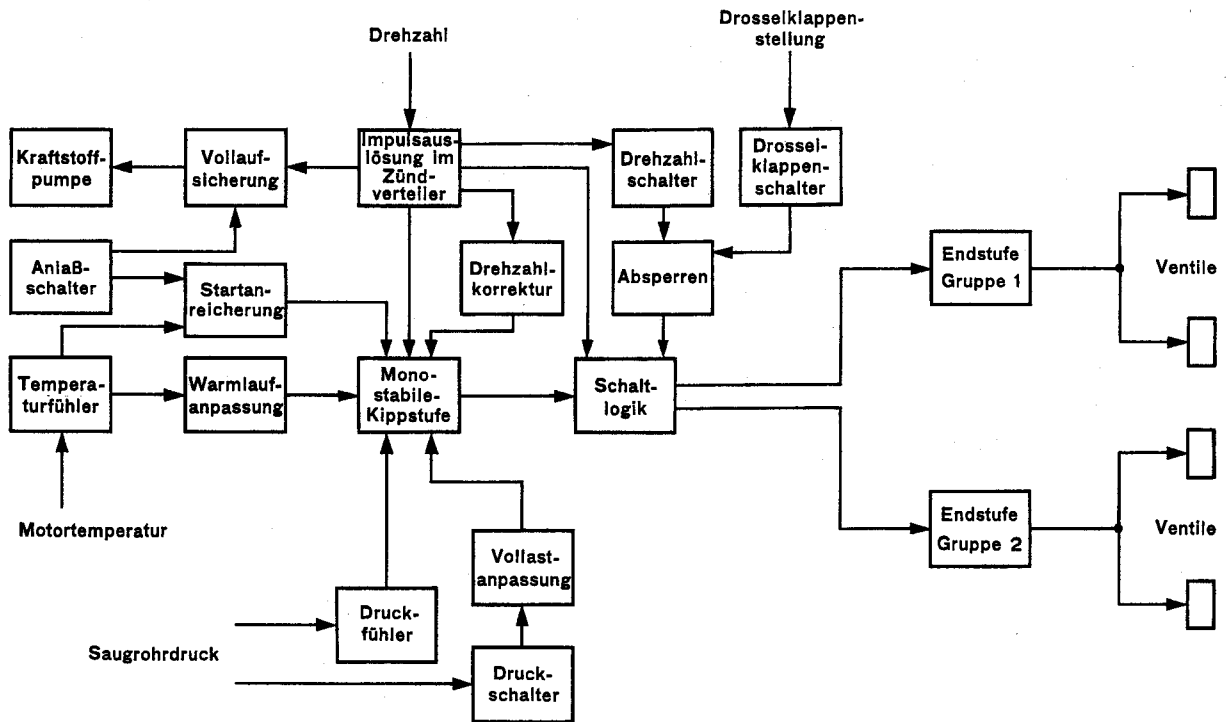 Drehzahl
Drosselklappen-
stellung
Kraftstoff-
pumpe
Vollauf-
sicherung
Impulsaus-
lösung im
Zünd-
verteiler
Drehzahl-
schalter
Drossel-
klappen-
schalter
Anlaß-
schalter
Startan-
reicherung
Drehzahl-
korrektur
Absperren
Endstufe
Gruppe 1
Ventile
Tempera-
turfühler
Warmlauf-
anpassung
Mono-
stabile-
Kippstufe
Schalt-
logik
Motortemperatur
Vollast-
anpassung
Endstufe
Gruppe 2
Ventile
Druck-
fühler
Saugrohrdruck
Druck-
schalter